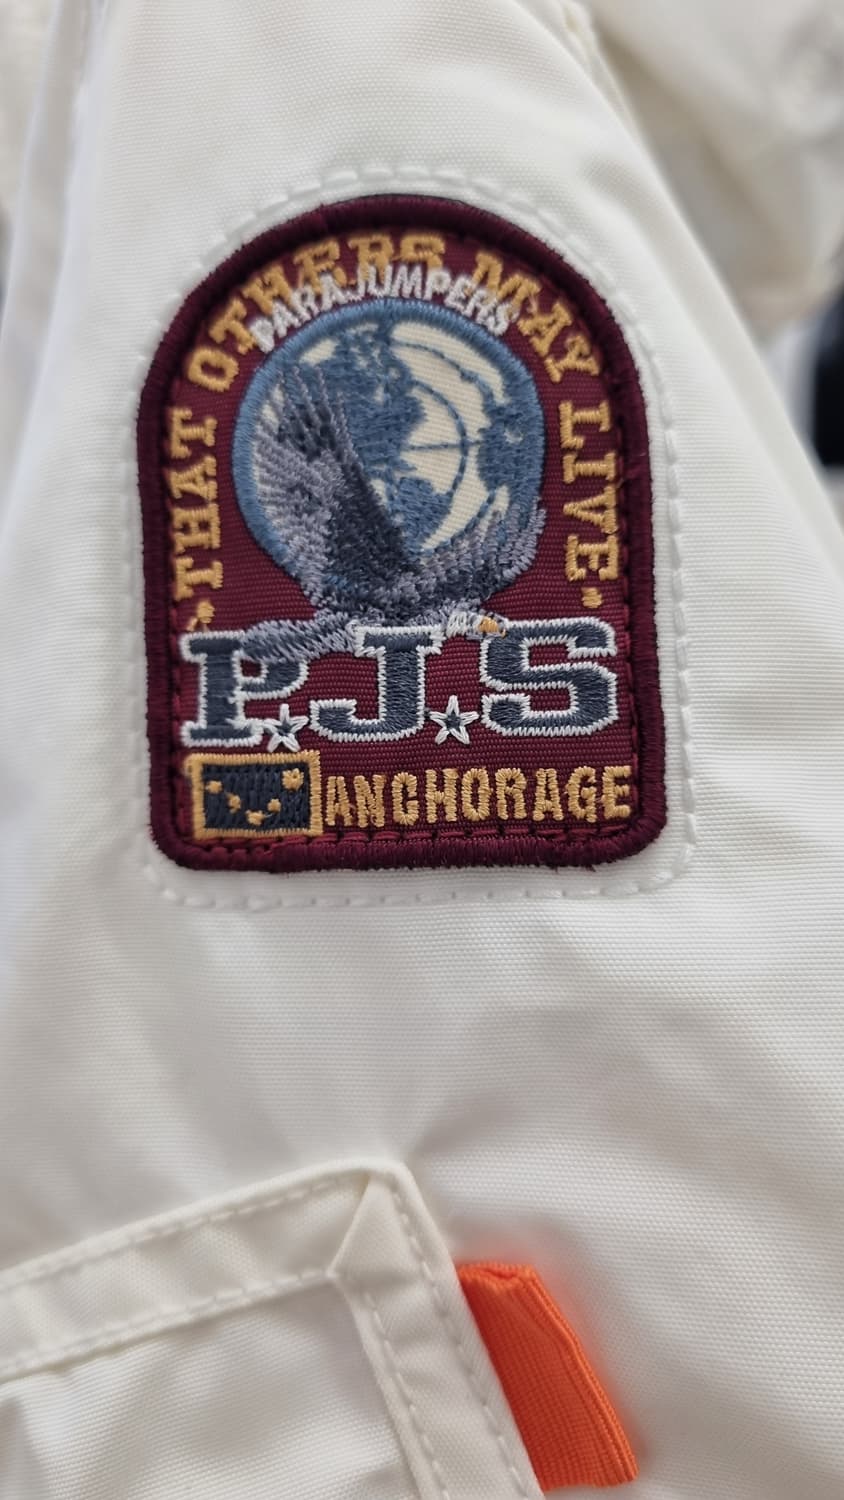 ·THAT OTHERS MAY LIVE·
PARAJUMPERS
P.J.S
ANCHORAGE